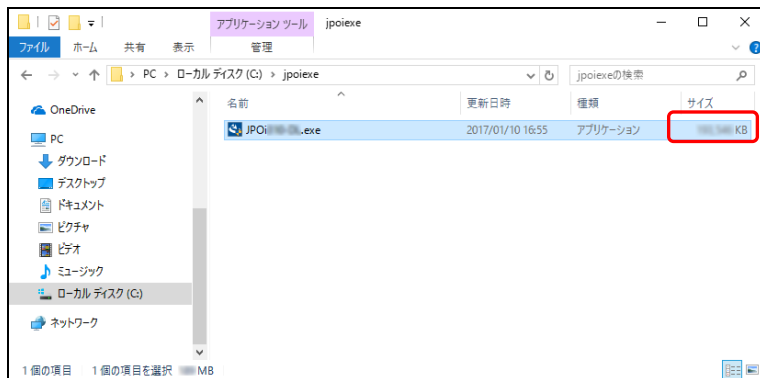 アプリケーション ツール jpoiexe
ファイル ホーム 共有 表示 管理
PC > ローカル ディスク (C:) > jpoiexe jpoiexeの検索
名前 更新日時 種類 サイズ
JPOi .exe 2017/01/10 16:55 アプリケーション KB
OneDrive
PC
ダウンロード
デスクトップ
ドキュメント
ピクチャ
ビデオ
ミュージック
ローカル ディスク (C:)
ネットワーク
1 個の項目 1 個の項目を選択 MB